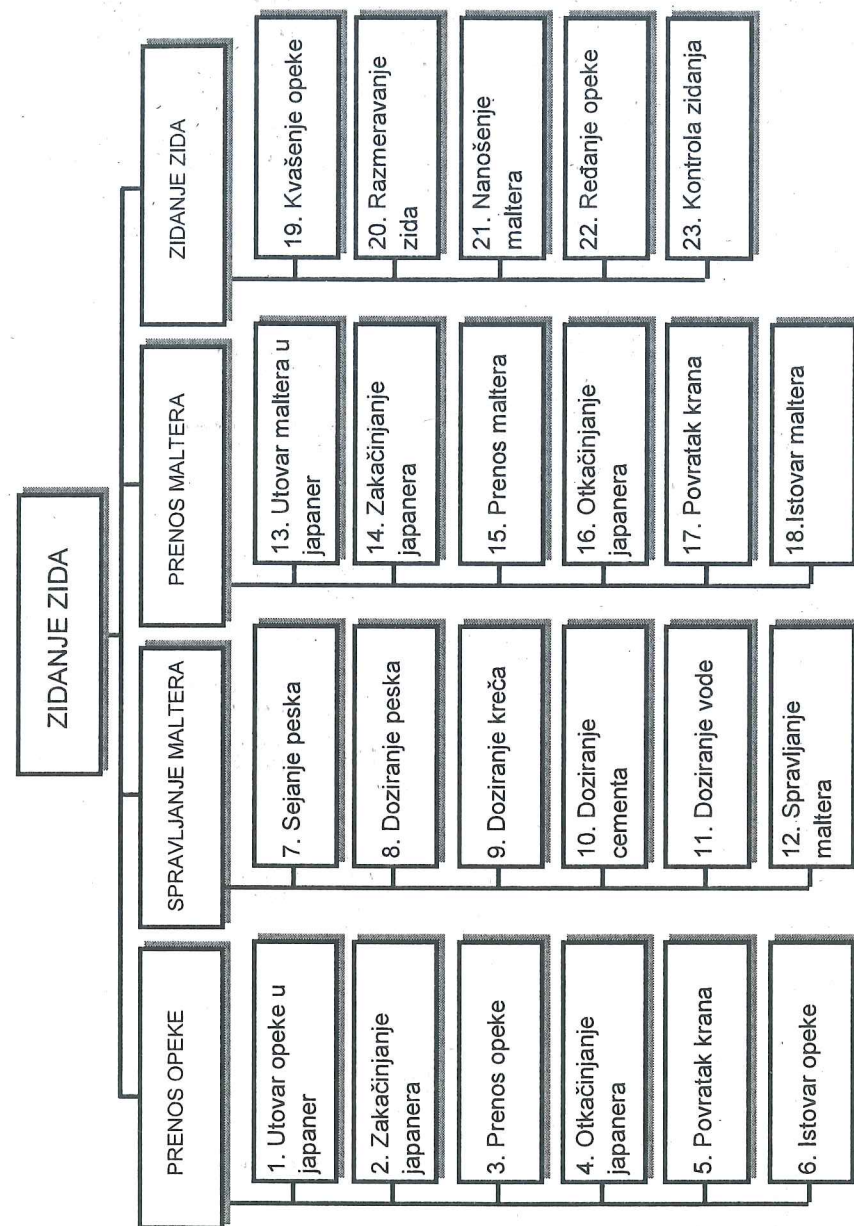 ZIDANJE ZIDA
PRENOS OPEKE
1. Utovar opeke u
japaner
2. Zakačinjanje
japanera
3. Prenos opeke
4. Otkačinjanje
japanera
5. Povratak krana
6. Istovar opeke
SPRAVLJANJE MALTERA
7. Sejanje peska
8. Doziranje peska
9. Doziranje kreča
10. Doziranje
cementa
11. Doziranje vode
12. Spravljanje
maltera
PRENOS MALTERA
13. Utovar maltera u
japaner
14. Zakačinjanje
japanera
15. Prenos maltera
16. Otkačinjanje
japanera
17. Povratak krana
18.Istovar maltera
ZIDANJE ZIDA
19. Kvašenje opeke
20. Razmeravanje
zida
21. Nanošenje
maltera
22. Ređanje opeke
23. Kontrola zidanja